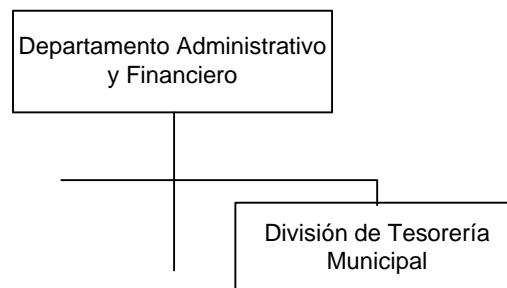 Departamento Administrativo
y Financiero
División de Tesorería
Municipal